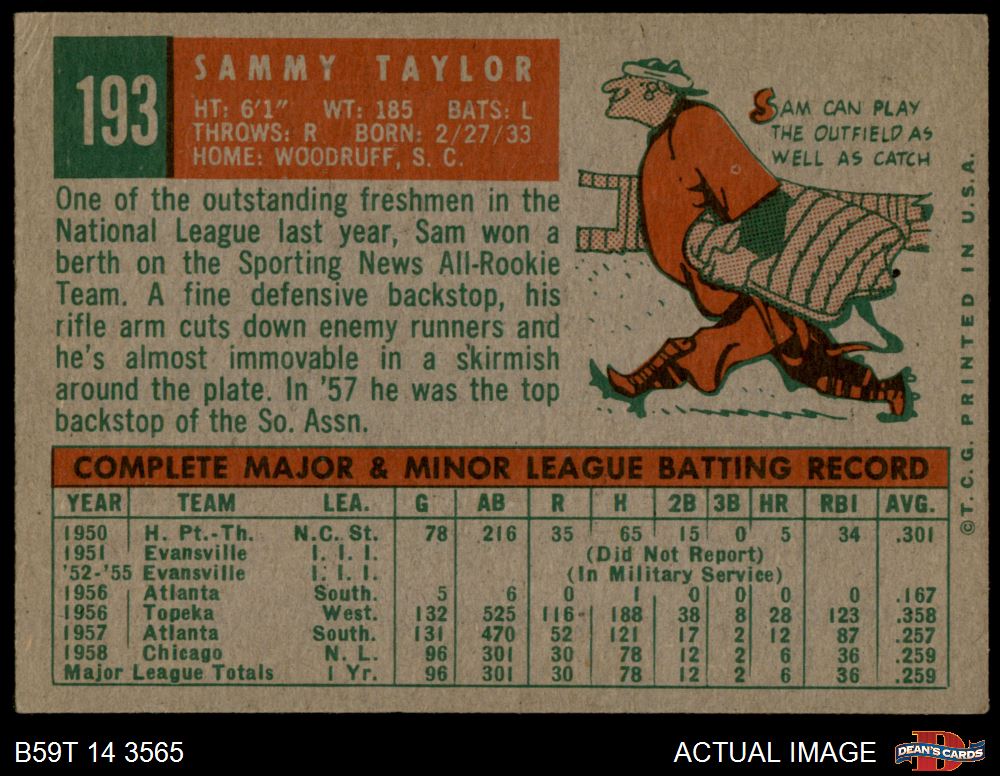 193
SAMMY TAYLOR
HT: 6'1" WT: 185 BATS: L
THROWS: R BORN: 2/27/33
HOME: WOODRUFF, S. C.
SAM CAN PLAY
THE OUTFIELD AS
WELL AS CATCH
One of the outstanding freshmen in the
National League last year, Sam won a
berth on the Sporting News All-Rookie
Team. A fine defensive backstop, his
rifle arm cuts down enemy runners and
he's almost immovable in a skirmish
around the plate. In '57 he was the top
backstop of the So. Assn.
COMPLETE MAJOR & MINOR LEAGUE BATTING RECORD
YEAR TEAM LEA. G AB R H 2B 3B HR RBI AVG.
1950 H. Pt.-Th. N.C. St. 78 216 35 65 15 0 5 34 .301
1951 Evansville I. I. I. (Did Not Report)
'52-'55 Evansville I. I. I. (In Military Service)
1956 Atlanta South. 5 6 0 1 0 0 0 0 .167
1956 Topeka West. 132 525 116 188 38 8 28 123 .358
1957 Atlanta South. 131 470 52 121 17 2 12 87 .257
1958 Chicago N. L. 96 301 30 78 12 2 6 36 .259
Major League Totals 1 Yr. 96 301 30 78 12 2 6 36 .259
©T.C.G. PRINTED IN U.S.A.
B59T 14 3565
ACTUAL IMAGE
D
DEAN'S CARDS